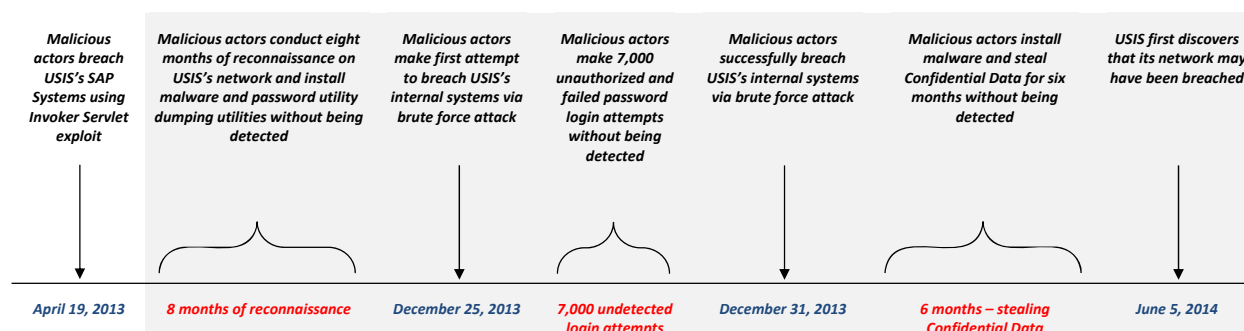 Malicious
actors breach
USIS's SAP
Systems using
Invoker Servlet
exploit
Malicious actors conduct eight
months of reconnaissance on
USIS's network and install
malware and password utility
dumping utilities without being
detected
Malicious actors
make first attempt
to breach USIS's
internal systems via
brute force attack
Malicious actors
make 7,000
unauthorized and
failed password
login attempts
without being
detected
Malicious actors
successfully breach
USIS's internal systems
via brute force attack
Malicious actors install
malware and steal
Confidential Data for six
months without being
detected
USIS first discovers
that its network may
have been breached
April 19, 2013
8 months of reconnaissance
December 25, 2013
7,000 undetected
login attempts
December 31, 2013
6 months – stealing
Confidential Data
June 5, 2014